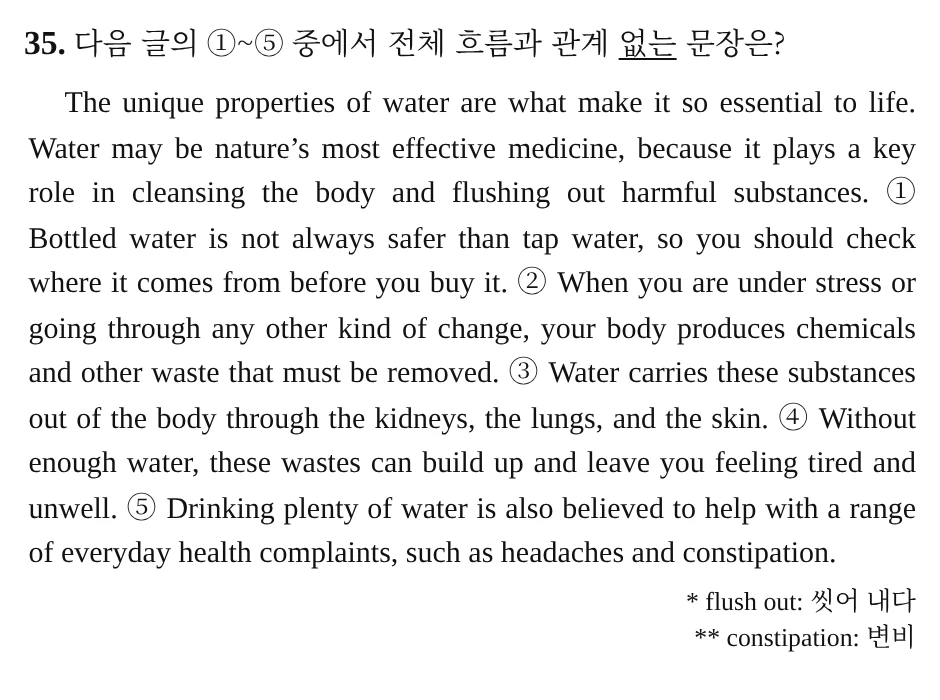 35. 다음 글의 ①~⑤ 중에서 전체 흐름과 관계 없는 문장은?
The unique properties of water are what make it so essential to life.
Water may be nature’s most effective medicine, because it plays a key
role in cleansing the body and flushing out harmful substances. ①
Bottled water is not always safer than tap water, so you should check
where it comes from before you buy it. ② When you are under stress or
going through any other kind of change, your body produces chemicals
and other waste that must be removed. ③ Water carries these substances
out of the body through the kidneys, the lungs, and the skin. ④ Without
enough water, these wastes can build up and leave you feeling tired and
unwell. ⑤ Drinking plenty of water is also believed to help with a range
of everyday health complaints, such as headaches and constipation.
* flush out: 씻어 내다
** constipation: 변비